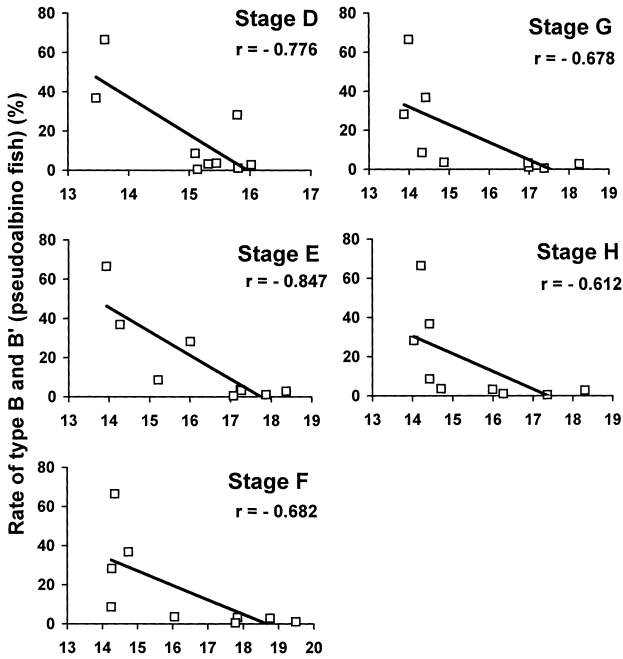 Rate of type B and B' (pseudoalbino fish) (%)
Stage D
r = - 0.776
80
60
40
20
0
13 14 15 16 17
Stage G
r = - 0.678
80
60
40
20
0
13 14 15 16 17 18 19
Stage E
r = - 0.847
80
60
40
20
0
13 14 15 16 17 18 19
Stage H
r = - 0.612
80
60
40
20
0
13 14 15 16 17 18 19
Stage F
r = - 0.682
80
60
40
20
0
13 14 15 16 17 18 19 20